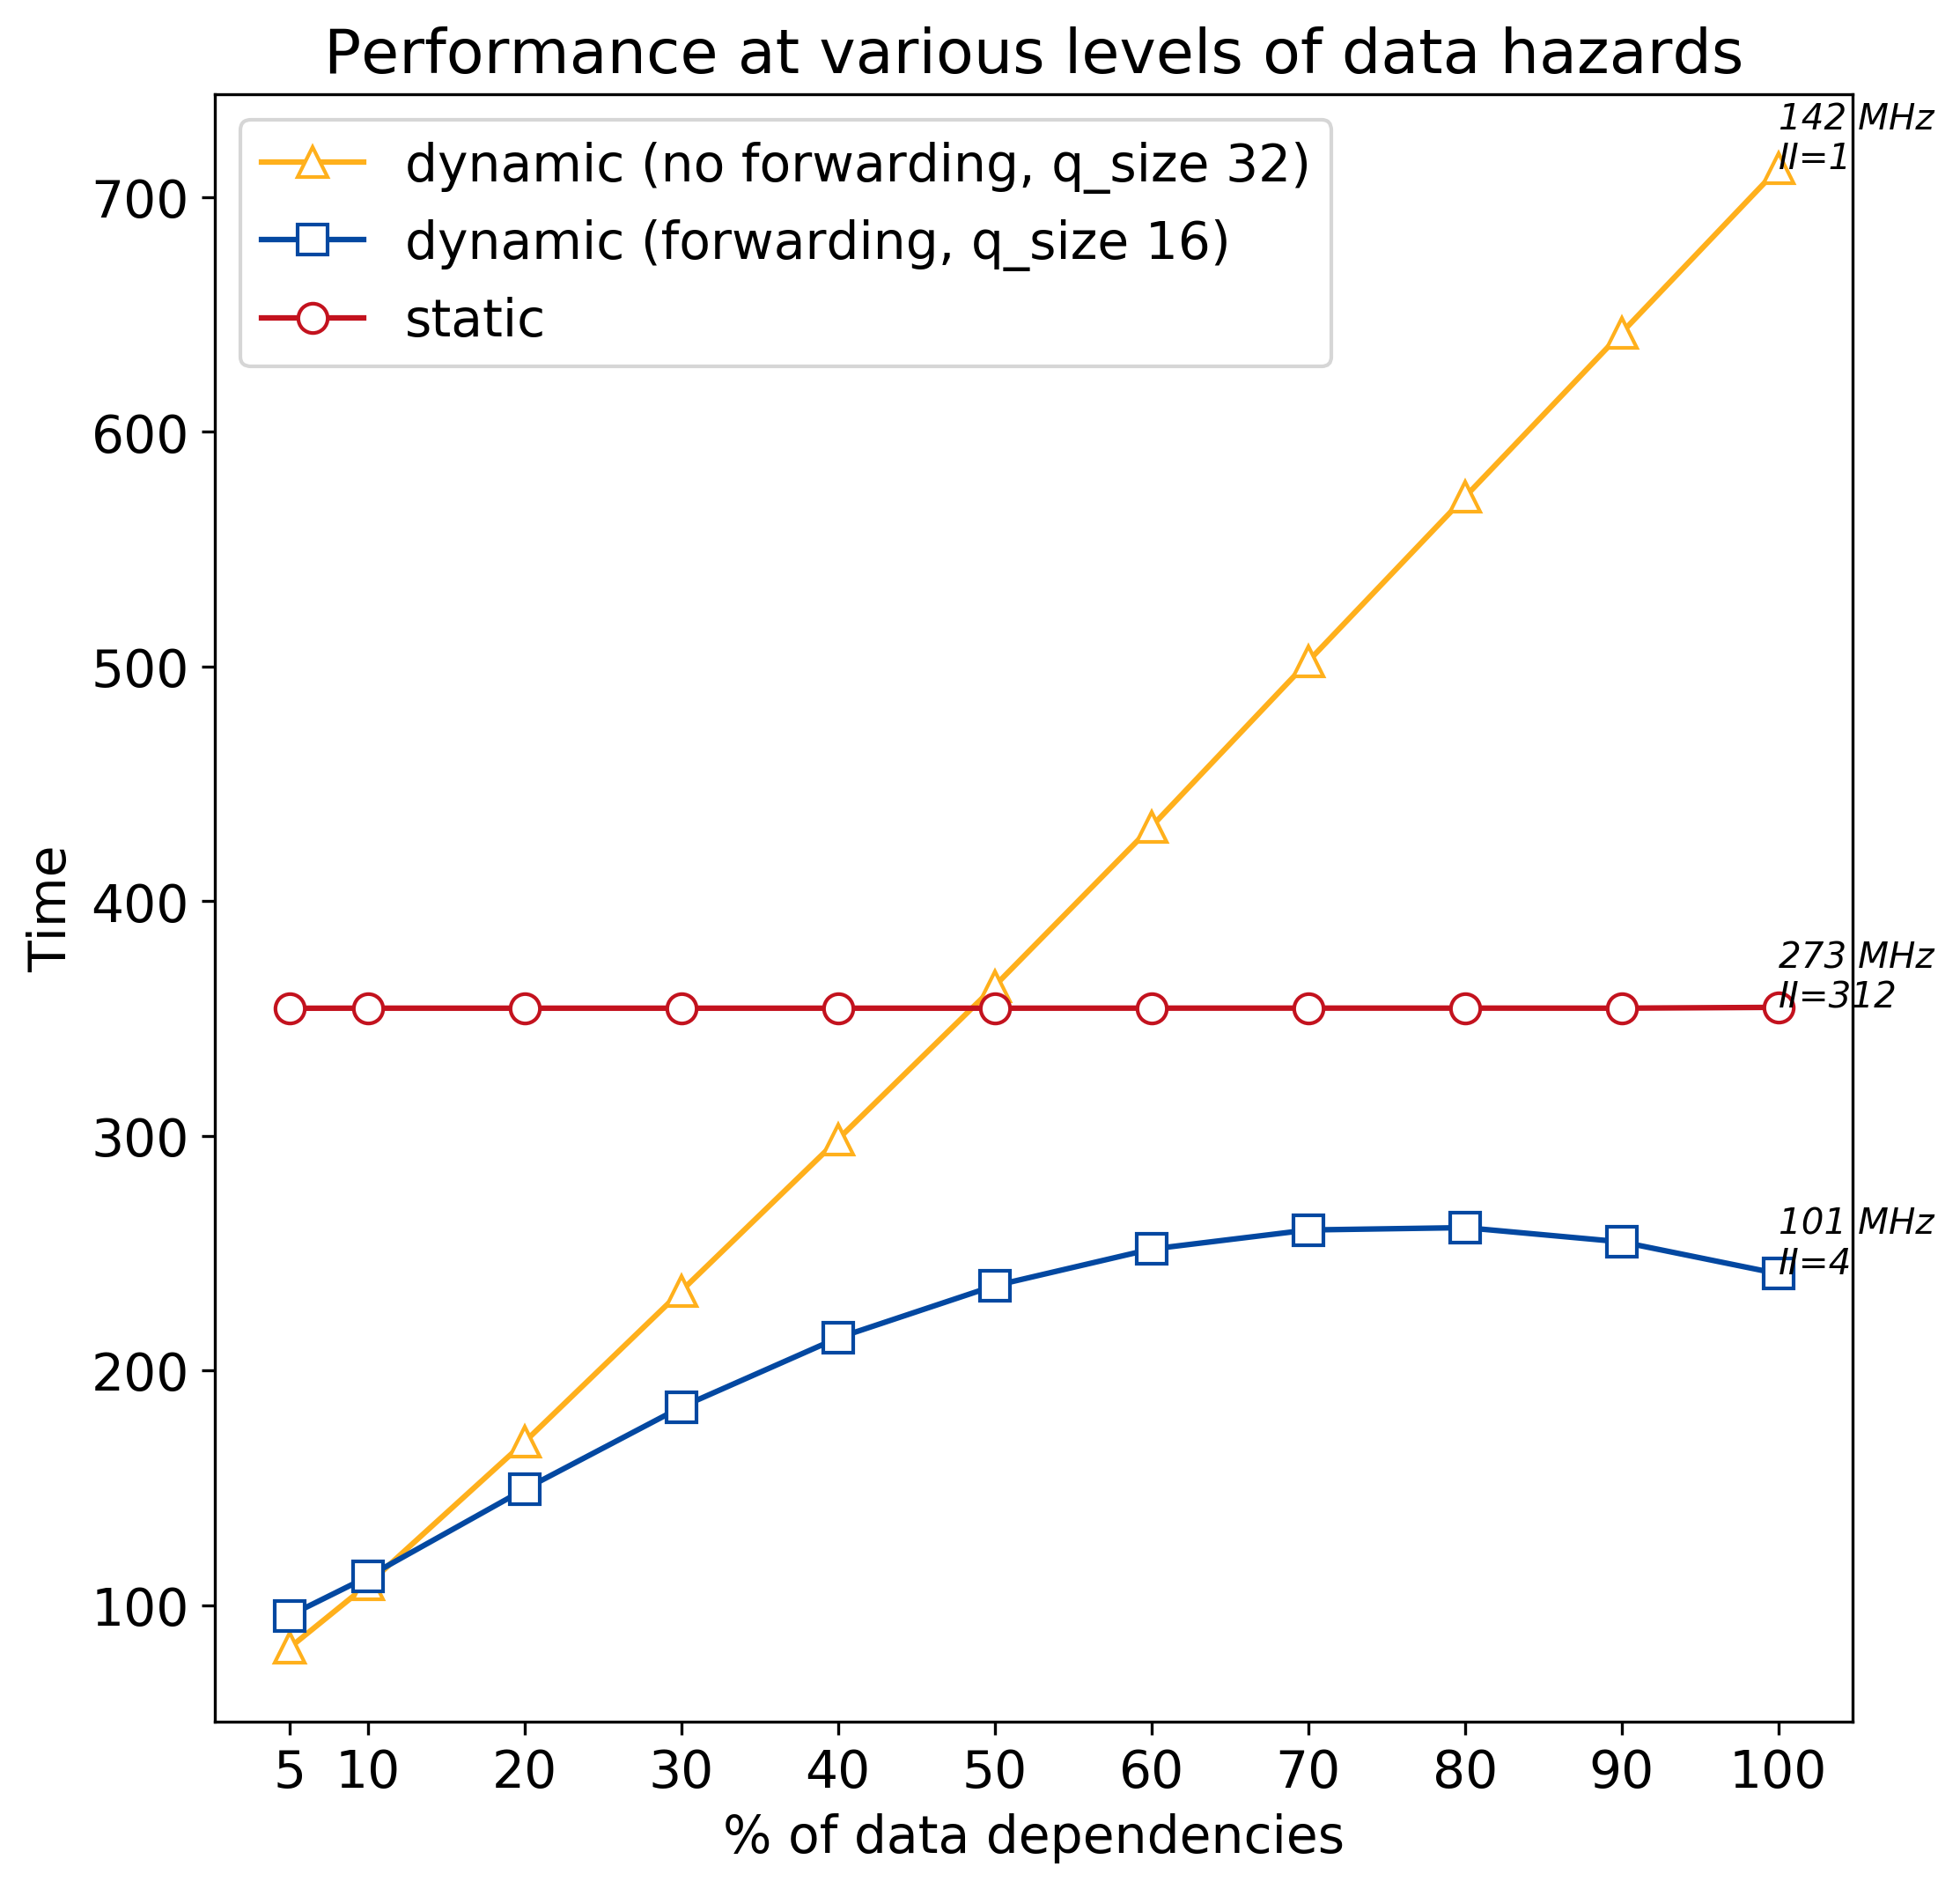 Performance at various levels of data hazards
dynamic (no forwarding, q_size 32)
dynamic (forwarding, q_size 16)
static
142 MHz
II=1
273 MHz
II=312
101 MHz
II=4
Time
700
600
500
400
300
200
100
5 10 20 30 40 50 60 70 80 90 100
% of data dependencies